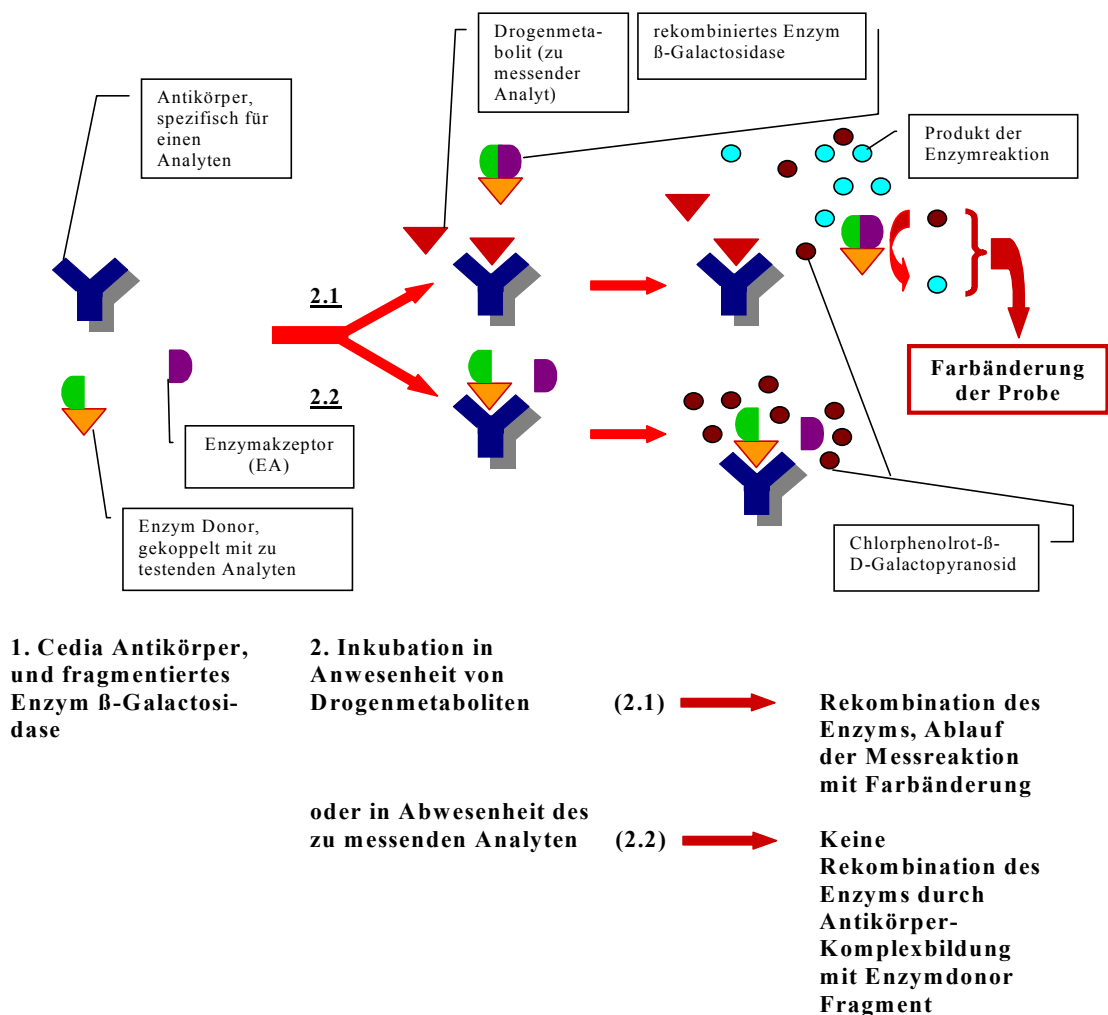 Drogenmeta-
bolit (zu
messender
Analyt)
rekombiniertes Enzym
ß-Galactosidase
Antikörper,
spezifisch für
einen
Analyten
Produkt der
Enzymreaktion
2.1
2.2
Farbänderung
der Probe
Enzymakzeptor
(EA)
Enzym Donor,
gekoppelt mit zu
testenden Analyten
Chlorphenolrot-ß-
D-Galactopyranosid
1. Cedia Antikörper,
und fragmentiertes
Enzym ß-Galactosi-
dase
2. Inkubation in
Anwesenheit von
Drogenmetaboliten
(2.1)
Rekombination des
Enzyms, Ablauf
der Messreaktion
mit Farbänderung
oder in Abwesenheit des
zu messenden Analyten
(2.2)
Keine
Rekombination des
Enzyms durch
Antikörper-
Komplexbildung
mit Enzymdonor
Fragment